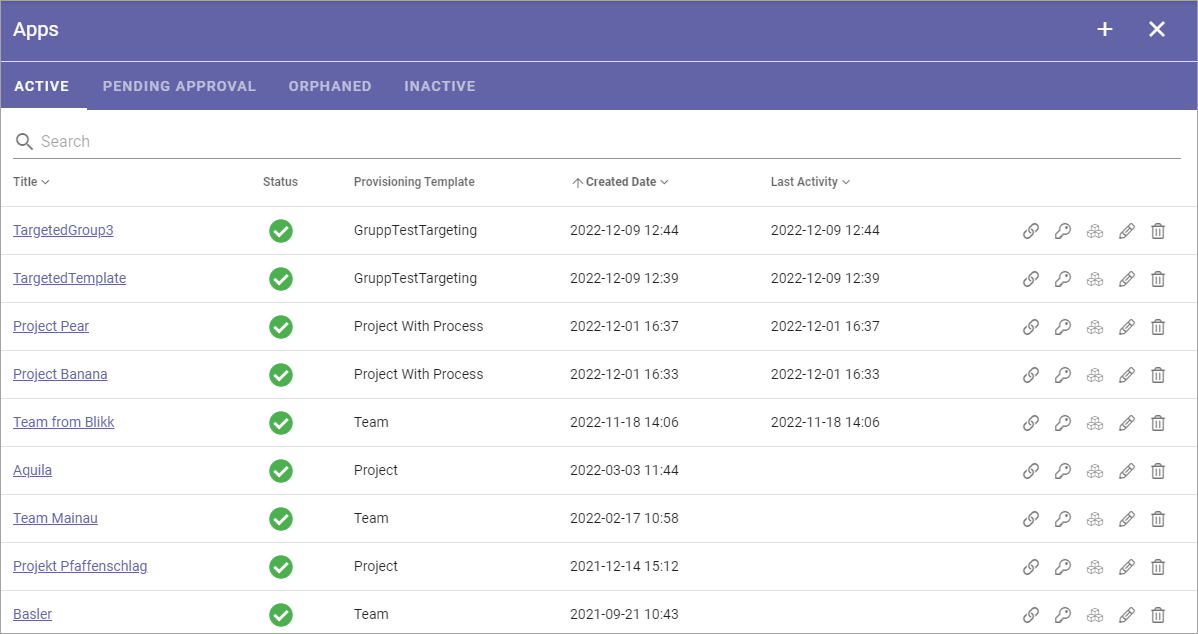 Apps
ACTIVE PENDING APPROVAL ORPHANED INACTIVE
Search
Title Status Provisioning Template Created Date Last Activity
TargetedGroup3 GruppTestTargeting 2022-12-09 12:44 2022-12-09 12:44
TargetedTemplate GruppTestTargeting 2022-12-09 12:39 2022-12-09 12:39
Project Pear Project With Process 2022-12-01 16:37 2022-12-01 16:37
Project Banana Project With Process 2022-12-01 16:33 2022-12-01 16:33
Team from Blikk Team 2022-11-18 14:06 2022-11-18 14:06
Aquila Project 2022-03-03 11:44
Team Mainau Team 2022-02-17 10:58
Projekt Pfaffenschlag Project 2021-12-14 15:12
Basler Team 2021-09-21 10:43